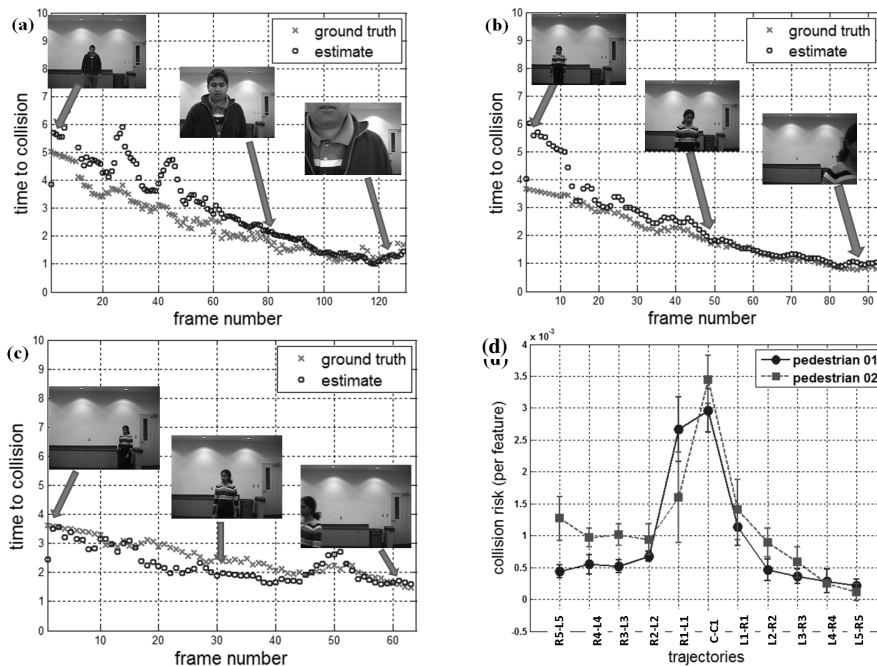 (a)
ground truth
estimate
time to collision
10
9
8
7
6
5
4
3
2
1
0
20 40 60 80 100 120
frame number
(b)
ground truth
estimate
time to collision
10
9
8
7
6
5
4
3
2
1
0
10 20 30 40 50 60 70 80 90
frame number
(c)
ground truth
estimate
time to collision
10
9
8
7
6
5
4
3
2
1
0
10 20 30 40 50 60
frame number
(d)
x 10⁻³
pedestrian 01
pedestrian 02
collision risk (per feature)
4
3.5
3
2.5
2
1.5
1
0.5
0
-0.5
R5-L5 R4-L4 R3-L3 R2-L2 R1-L1 C-C1 L1-R1 L2-R2 L3-R3 L4-R4 L5-R5
trajectories